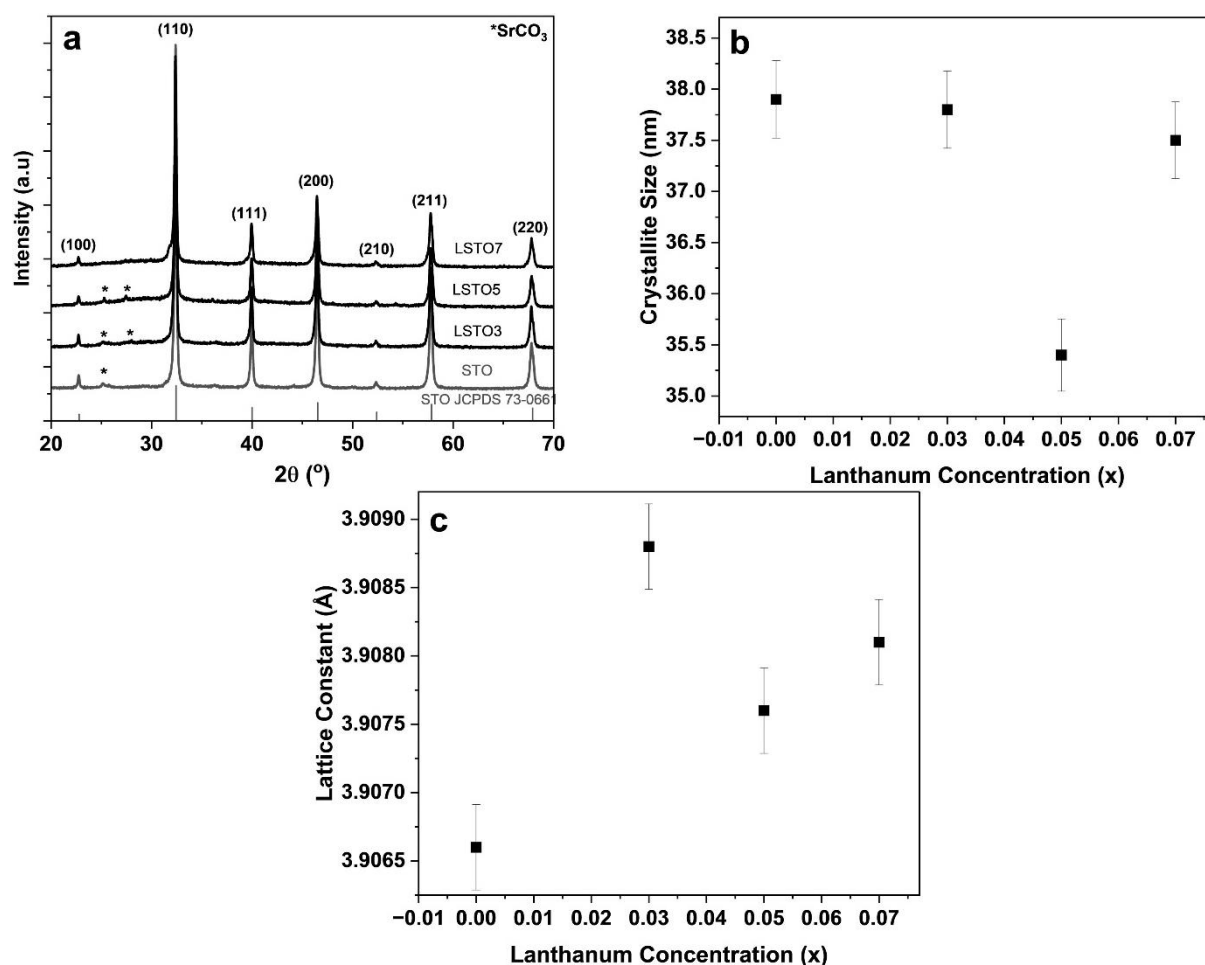 a
*SrCO₃
(110)
(100)
(111)
(200)
(210)
(211)
(220)
LSTO7
* *
LSTO5
* *
LSTO3
*
STO
STO JCPDS 73-0661
Intensity (a.u)
20 30 40 50 60 70
2θ (º)
b
38.5
38.0
37.5
37.0
36.5
36.0
35.5
35.0
Crystallite Size (nm)
−0.01 0.00 0.01 0.02 0.03 0.04 0.05 0.06 0.07
Lanthanum Concentration (x)
c
3.9090
3.9085
3.9080
3.9075
3.9070
3.9065
Lattice Constant (Å)
−0.01 0.00 0.01 0.02 0.03 0.04 0.05 0.06 0.07
Lanthanum Concentration (x)